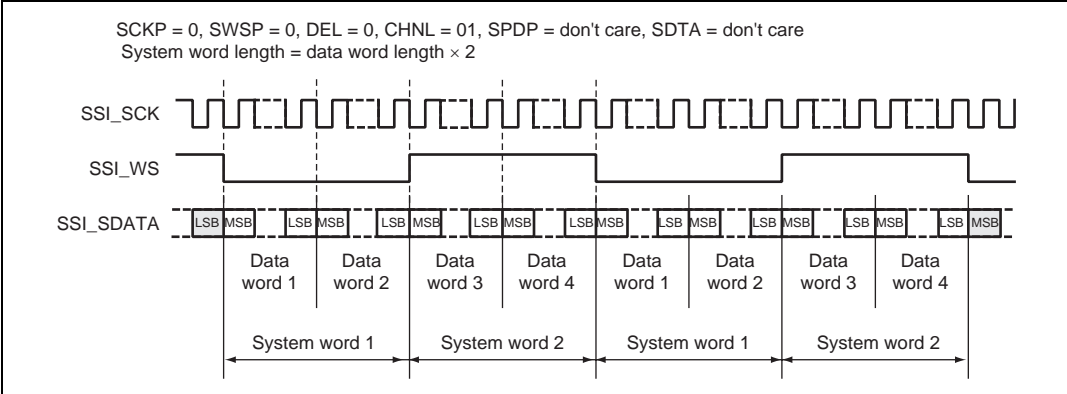 SCKP = 0, SWSP = 0, DEL = 0, CHNL = 01, SPDP = don't care, SDTA = don't care
System word length = data word length × 2
SSI_SCK
SSI_WS
SSI_SDATA
LSB MSB LSB MSB LSB MSB LSB MSB LSB MSB LSB MSB LSB MSB LSB MSB LSB MSB
Data Data Data Data Data Data Data Data
word 1 word 2 word 3 word 4 word 1 word 2 word 3 word 4
System word 1 System word 2 System word 1 System word 2